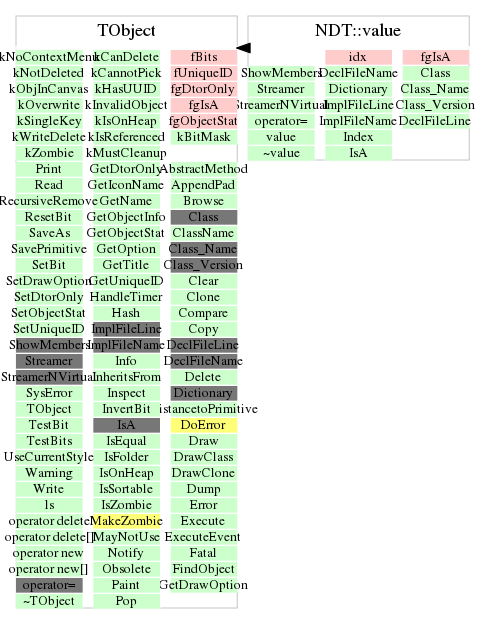 TObject
kNoContextMenu kCanDelete fBits
kNotDeleted kCannotPick fUniqueID
kObjInCanvas kHasUUID fgDtorOnly
kOverwrite kInvalidObject fgIsA
kSingleKey kIsOnHeap fgObjectStat
kWriteDelete kIsReferenced kBitMask
kZombie kMustCleanup
Print GetDtorOnly AbstractMethod
Read GetIconName AppendPad
RecursiveRemove GetName Browse
ResetBit GetObjectInfo Class
SaveAs GetObjectStat ClassName
SavePrimitive GetOption Class_Name
SetBit GetTitle Class_Version
SetDrawOption GetUniqueID Clear
SetDtorOnly HandleTimer Clone
SetObjectStat Hash Compare
SetUniqueID ImplFileLine Copy
ShowMembers ImplFileName DeclFileLine
Streamer Info DeclFileName
StreamerNVirtual InheritsFrom Delete
SysError Inspect Dictionary
TObject InvertBit istancetoPrimitive
TestBit IsA DoError
TestBits IsEqual Draw
UseCurrentStyle IsFolder DrawClass
Warning IsOnHeap DrawClone
Write IsSortable Dump
ls IsZombie Error
operator delete MakeZombie Execute
operator delete[] MayNotUse ExecuteEvent
operator new Notify Fatal
operator new[] Obsolete FindObject
operator= Paint GetDrawOption
~TObject Pop
NDT::value
idx fgIsA
ShowMembers DeclFileName Class
Streamer Dictionary Class_Name
StreamerNVirtual ImplFileLine Class_Version
operator= ImplFileName DeclFileLine
value Index
~value IsA